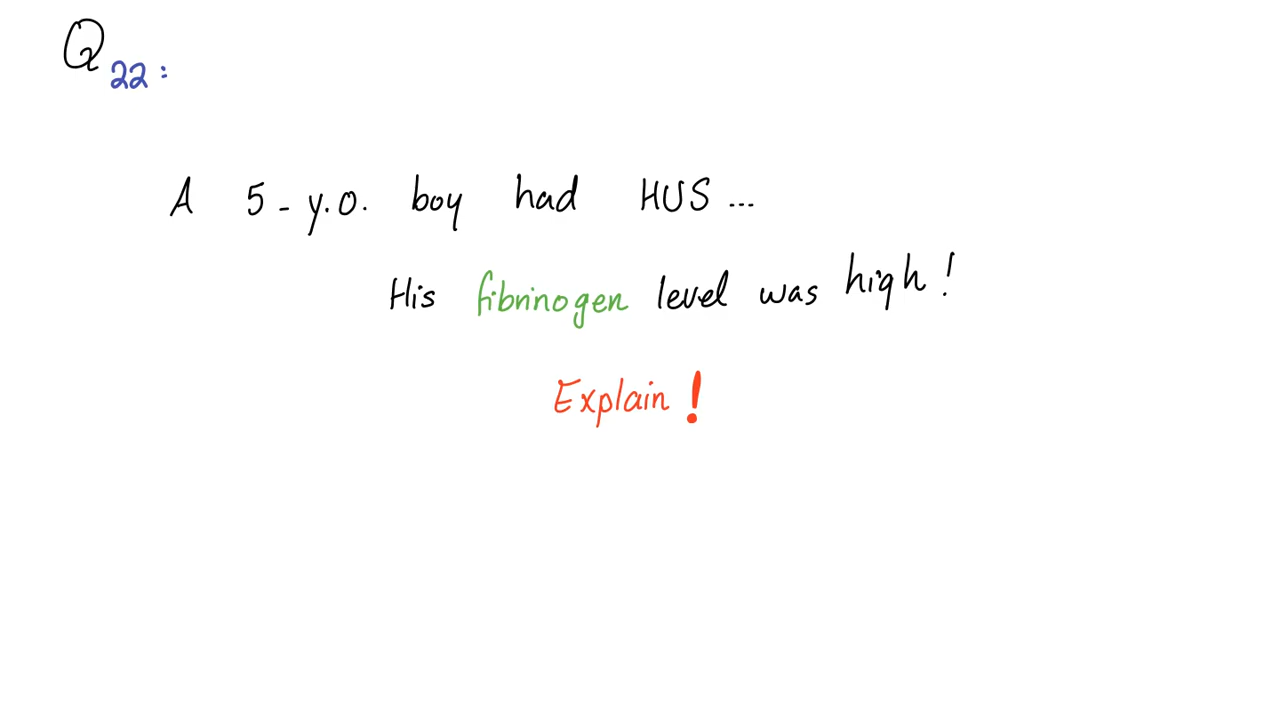 Q22:
A 5-y.o. boy had HUS...
His fibrinogen level was high!
Explain!